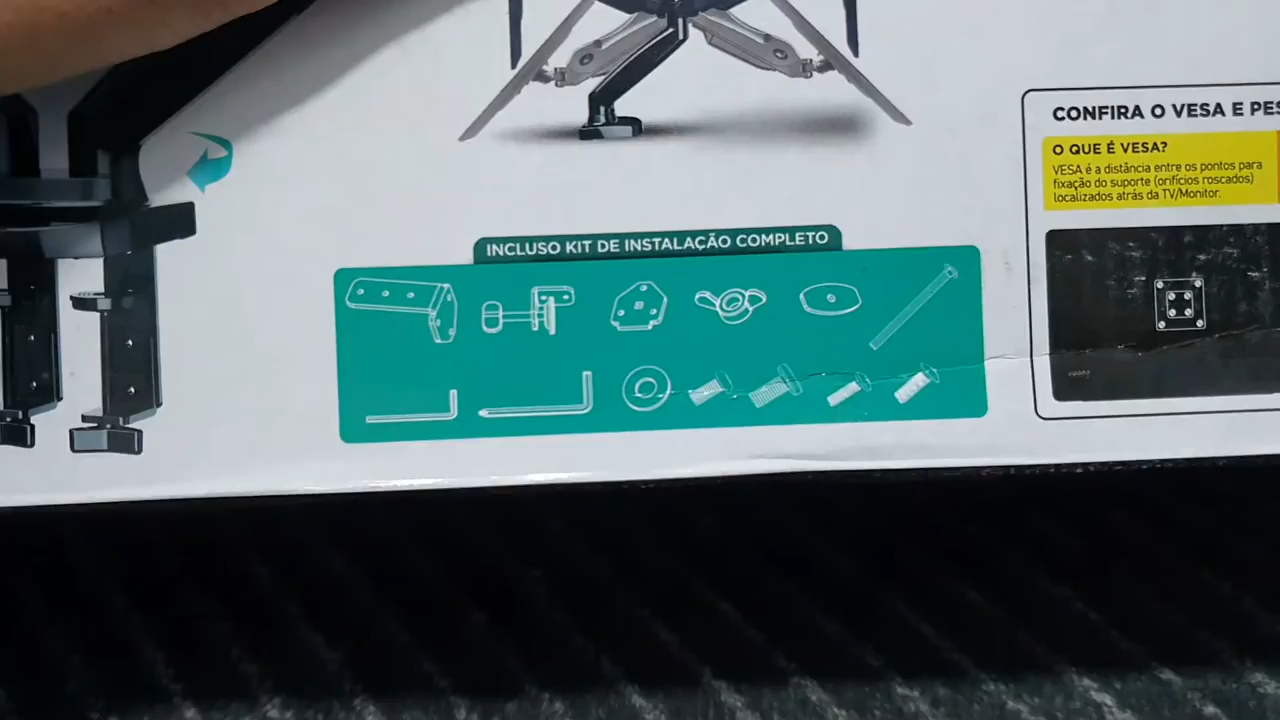 CONFIRA O VESA E PES
O QUE É VESA?
VESA é a distância entre os pontos para
fixação do suporte (orifícios roscados)
localizados atrás da TV/Monitor.
INCLUSO KIT DE INSTALAÇÃO COMPLETO